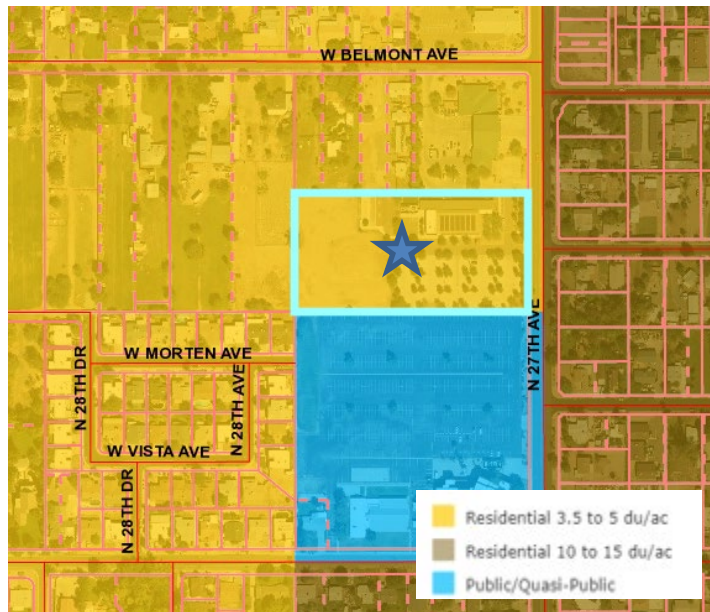 W BELMONT AVE
N 27TH AVE
W MORTEN AVE
N 28TH DR
N 28TH AVE
W VISTA AVE
N 28TH DR
Residential 3.5 to 5 du/ac
Residential 10 to 15 du/ac
Public/Quasi-Public